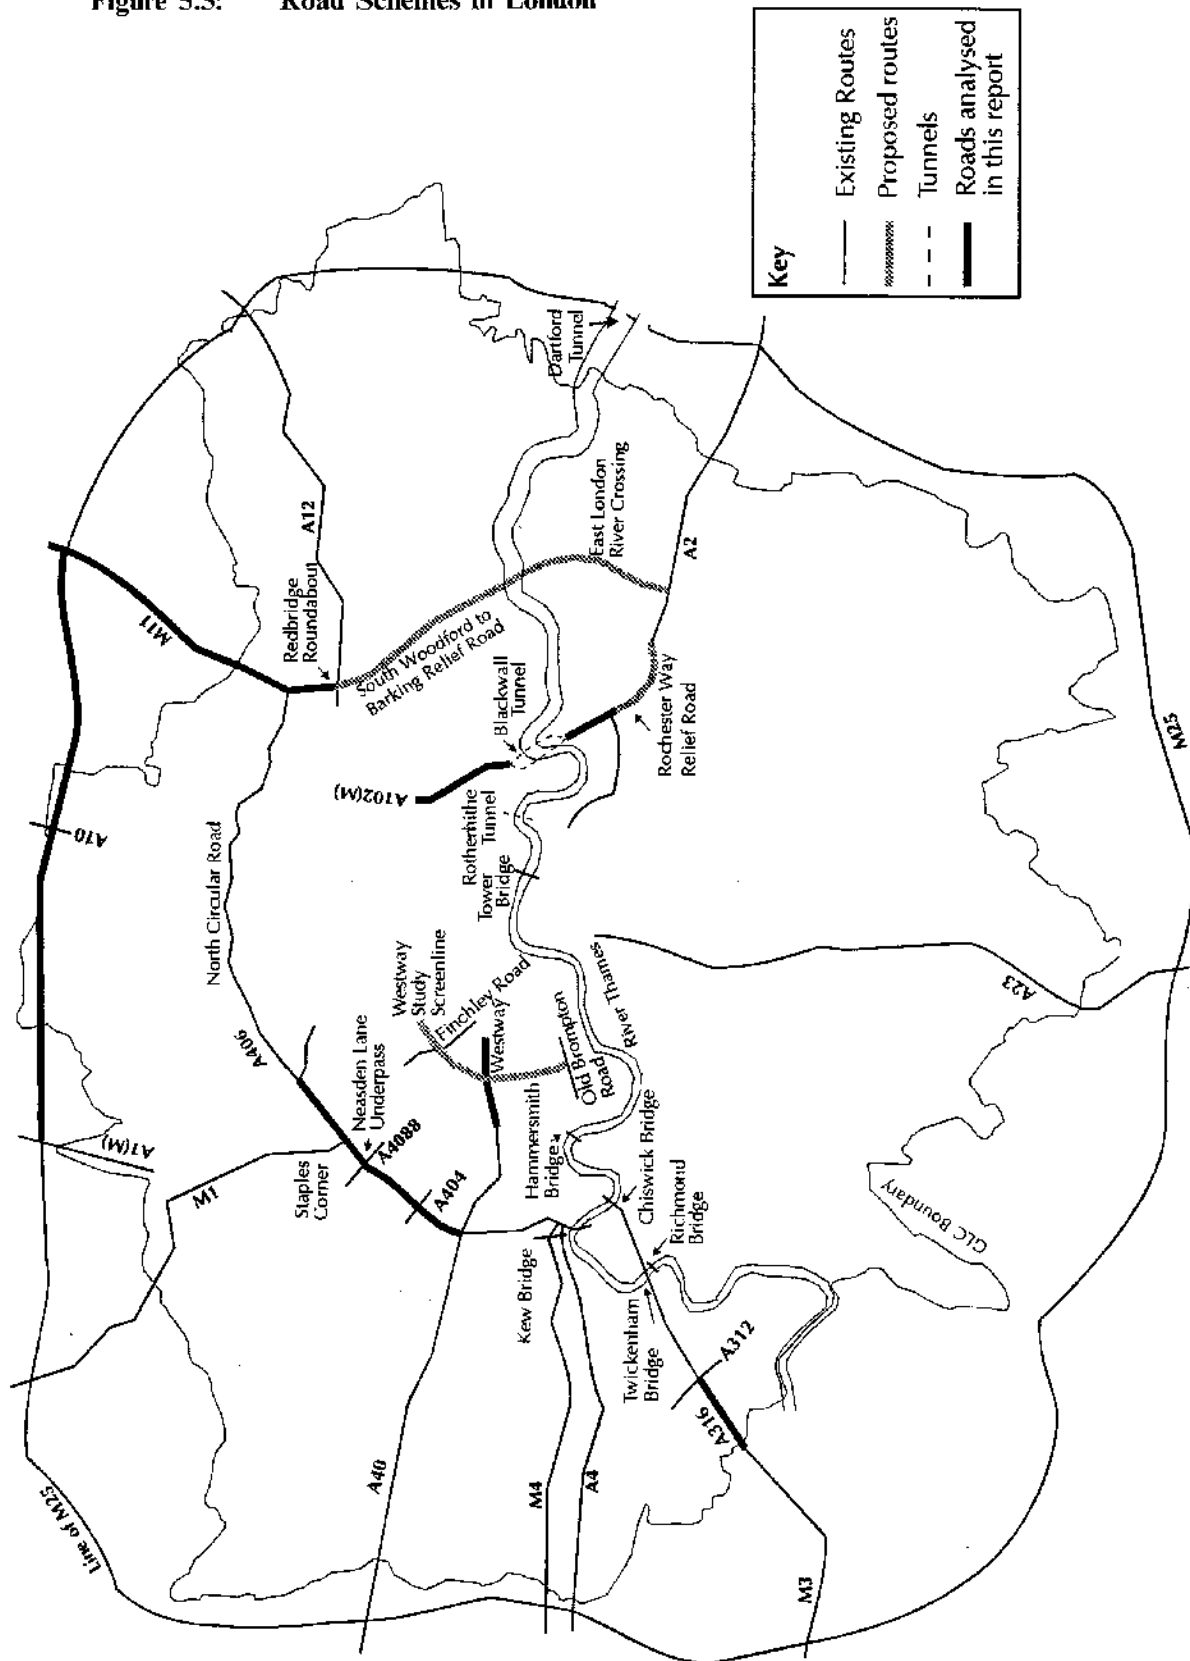 Figure 5.3: Road Schemes in London
Key
Existing Routes
Proposed routes
Tunnels
Roads analysed
in this report
Line of M25
M1
A1(M)
A10
M11
A12
Redbridge
Roundabout
North Circular Road
A406
Staples
Corner
Neasden Lane
Underpass
A4088
A404
A40
Westway
Study
Screenline
Finchley Road
Westway
Old Brompton
Road
A102(M)
South Woodford to
Barking Relief Road
Blackwall
Tunnel
Rotherhithe
Tunnel
Tower
Bridge
East London
River Crossing
Dartford
Tunnel
A2
Rochester Way
Relief Road
River Thames
Hammersmith
Bridge
Chiswick Bridge
Richmond
Bridge
Kew Bridge
Twickenham
Bridge
M4
A4
A312
A316
M3
A23
GLC Boundary
M25